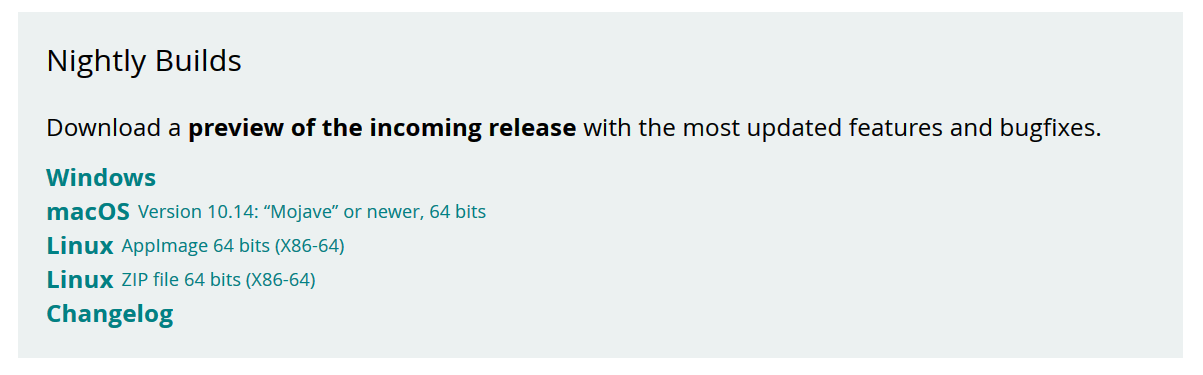 Nightly Builds
Download a preview of the incoming release with the most updated features and bugfixes.
Windows
macOS Version 10.14: “Mojave” or newer, 64 bits
Linux AppImage 64 bits (X86-64)
Linux ZIP file 64 bits (X86-64)
Changelog